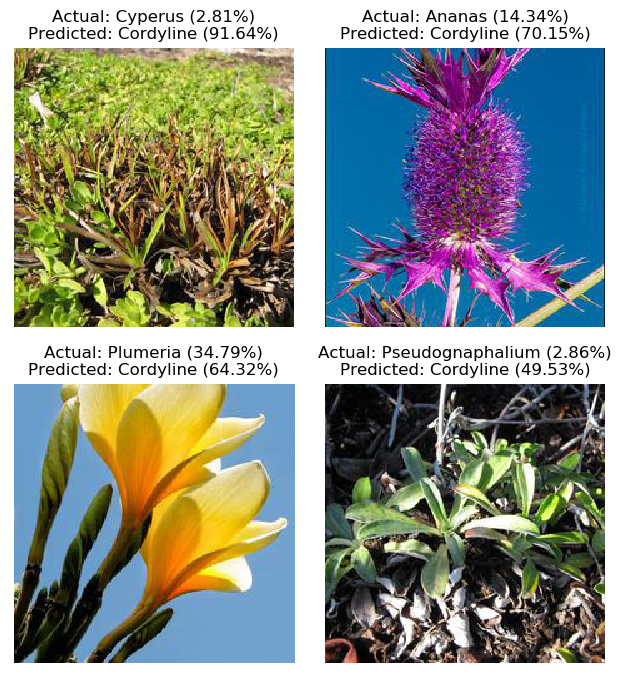 Actual: Cyperus (2.81%)
Predicted: Cordyline (91.64%)
Actual: Ananas (14.34%)
Predicted: Cordyline (70.15%)
Actual: Plumeria (34.79%)
Predicted: Cordyline (64.32%)
Actual: Pseudognaphalium (2.86%)
Predicted: Cordyline (49.53%)